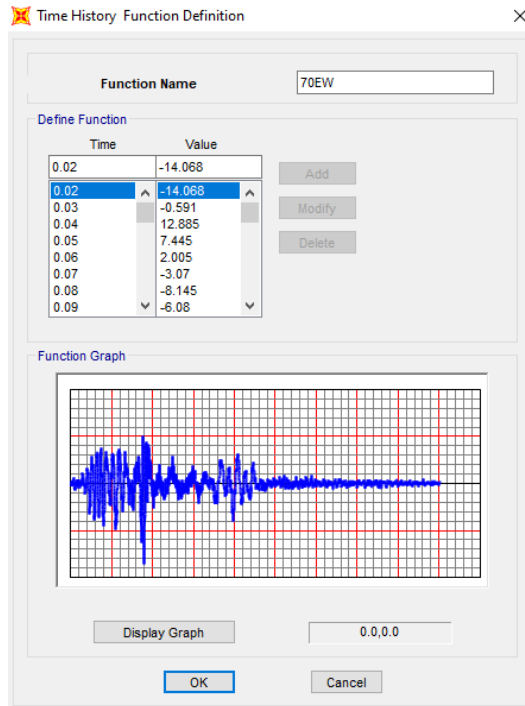 Time History Function Definition
Function Name 70EW
Define Function
Time Value
0.02 -14.068 Add
0.02 -14.068
0.03 -0.591 Modify
0.04 12.885
0.05 7.445 Delete
0.06 2.005
0.07 -3.07
0.08 -8.145
0.09 -6.08
Function Graph
Display Graph 0.0,0.0
OK Cancel